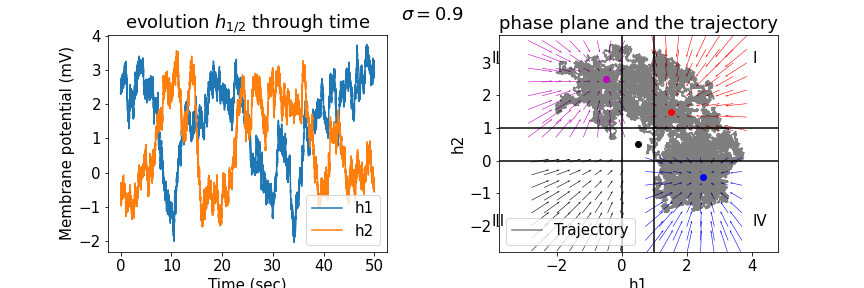 σ = 0.9
evolution h1/2 through time
Membrane potential (mV)
4
3
2
1
0
−1
−2
0 10 20 30 40 50
Time (sec)
h1
h2
phase plane and the trajectory
h2
3
2
1
0
−1
−2
II
I
III
IV
Trajectory
−2 0 2 4
h1